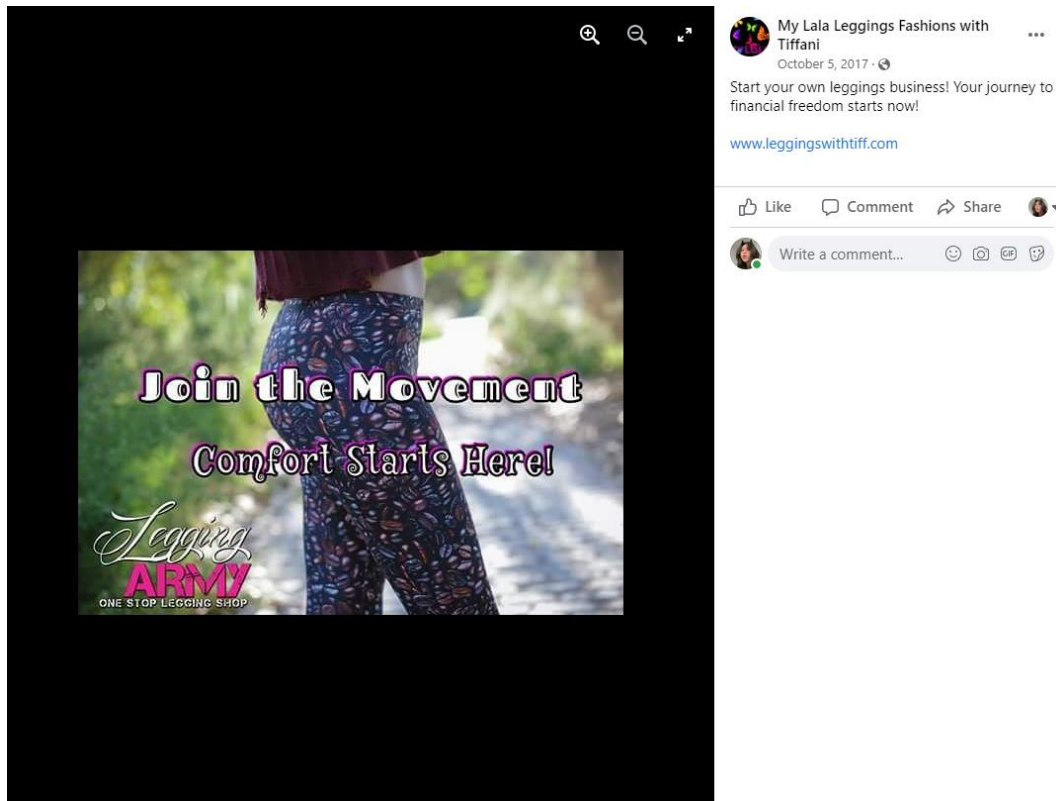 Join the Movement
Comfort Starts Here!
Legging
ARMY
ONE STOP LEGGING SHOP
My Lala Leggings Fashions with
Tiffani
October 5, 2017 ·
Start your own leggings business! Your journey to
financial freedom starts now!
www.leggingswithtiff.com
Like Comment Share
Write a comment... GIF